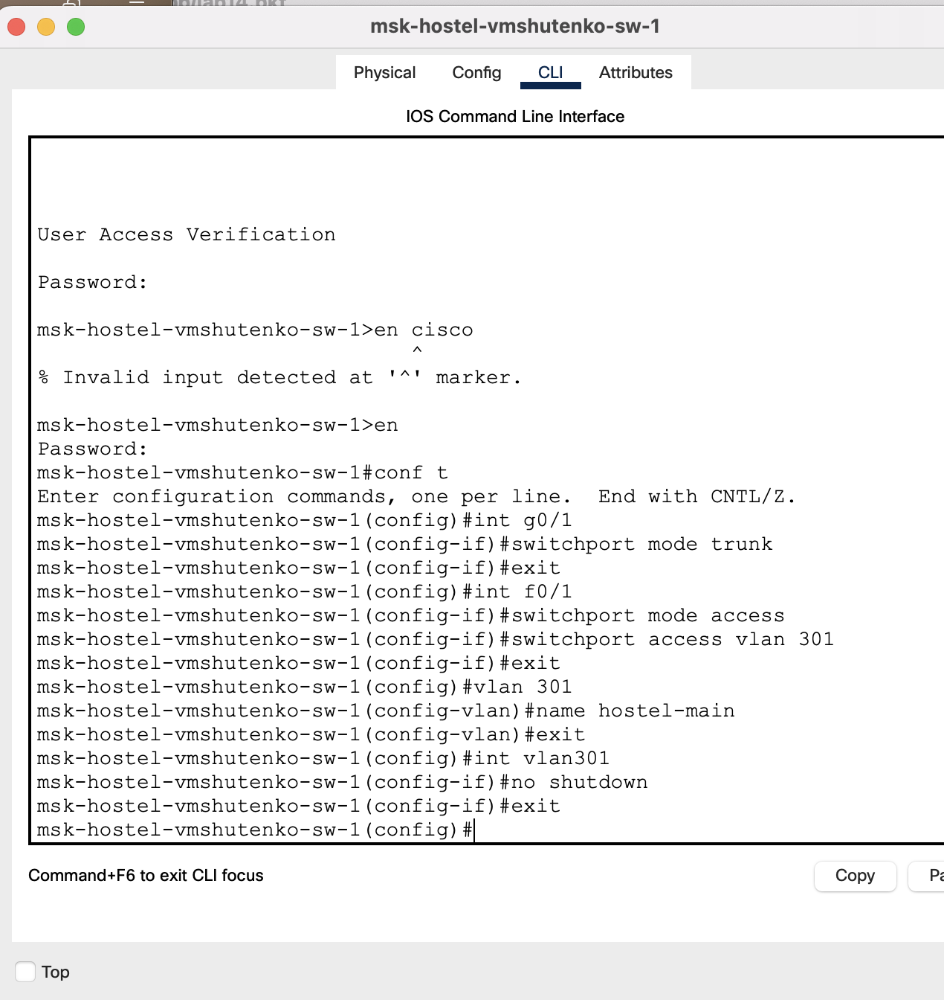 msk-hostel-vmshutenko-sw-1
Physical Config CLI Attributes
IOS Command Line Interface
User Access Verification
Password:
msk-hostel-vmshutenko-sw-1>en cisco
^
% Invalid input detected at '^' marker.
msk-hostel-vmshutenko-sw-1>en
Password:
msk-hostel-vmshutenko-sw-1#conf t
Enter configuration commands, one per line.  End with CNTL/Z.
msk-hostel-vmshutenko-sw-1(config)#int g0/1
msk-hostel-vmshutenko-sw-1(config-if)#switchport mode trunk
msk-hostel-vmshutenko-sw-1(config-if)#exit
msk-hostel-vmshutenko-sw-1(config)#int f0/1
msk-hostel-vmshutenko-sw-1(config-if)#switchport mode access
msk-hostel-vmshutenko-sw-1(config-if)#switchport access vlan 301
msk-hostel-vmshutenko-sw-1(config-if)#exit
msk-hostel-vmshutenko-sw-1(config)#vlan 301
msk-hostel-vmshutenko-sw-1(config-vlan)#name hostel-main
msk-hostel-vmshutenko-sw-1(config-vlan)#exit
msk-hostel-vmshutenko-sw-1(config)#int vlan301
msk-hostel-vmshutenko-sw-1(config-if)#no shutdown
msk-hostel-vmshutenko-sw-1(config-if)#exit
msk-hostel-vmshutenko-sw-1(config)#
Command+F6 to exit CLI focus
Copy
Top